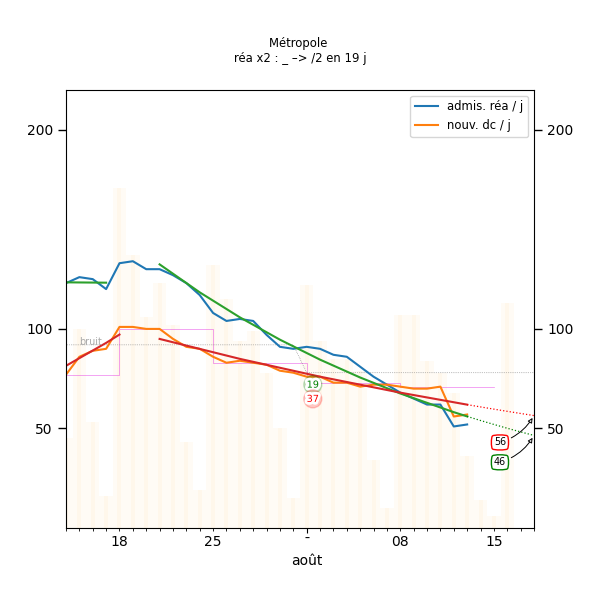 Métropole
réa x2 : _ –> /2 en 19 j
admis. réa / j
nouv. dc / j
200
200
100
100
bruit
19
37
50
50
56
46
18
25
-
08
15
août